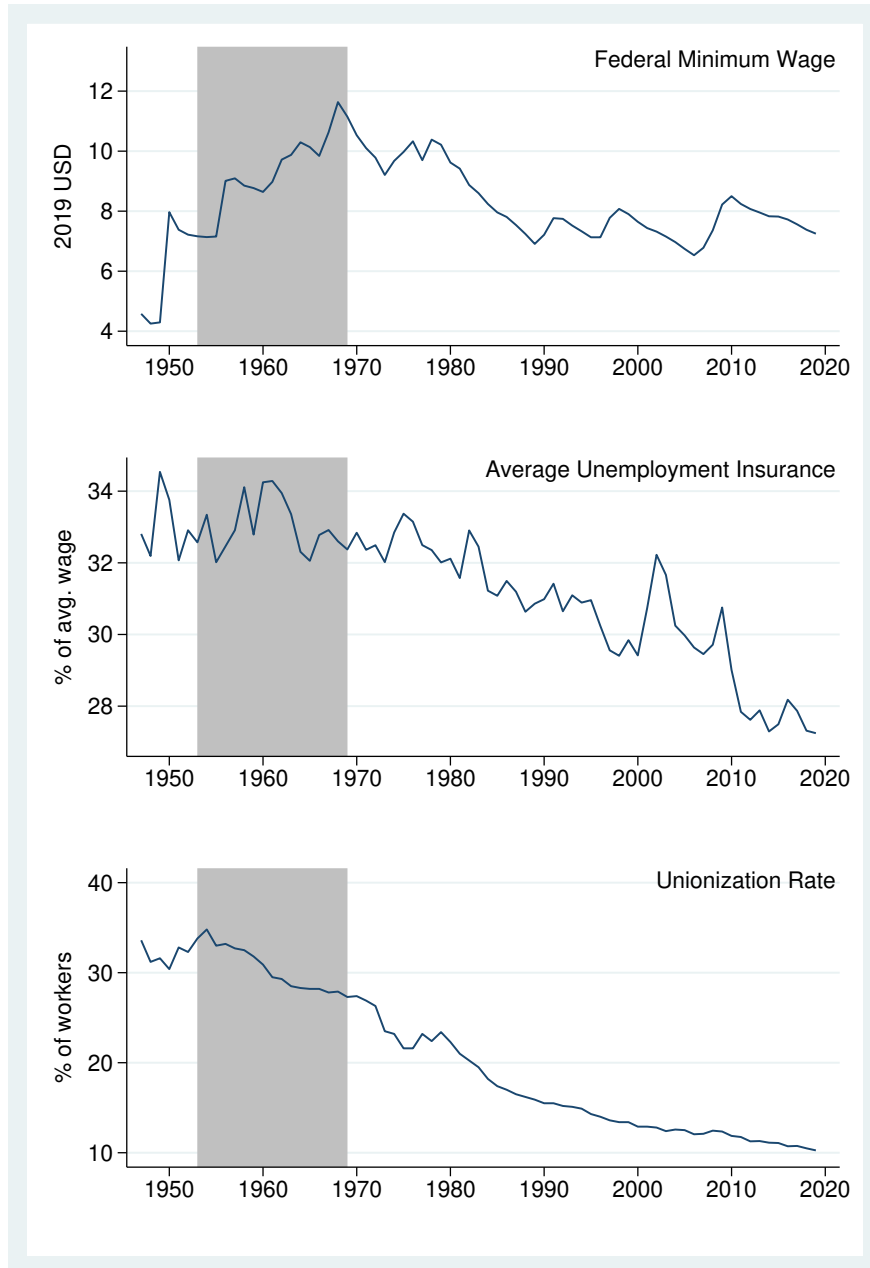 Federal Minimum Wage
2019 USD
12
10
8
6
4
1950 1960 1970 1980 1990 2000 2010 2020
Average Unemployment Insurance
% of avg. wage
34
32
30
28
1950 1960 1970 1980 1990 2000 2010 2020
Unionization Rate
% of workers
40
30
20
10
1950 1960 1970 1980 1990 2000 2010 2020